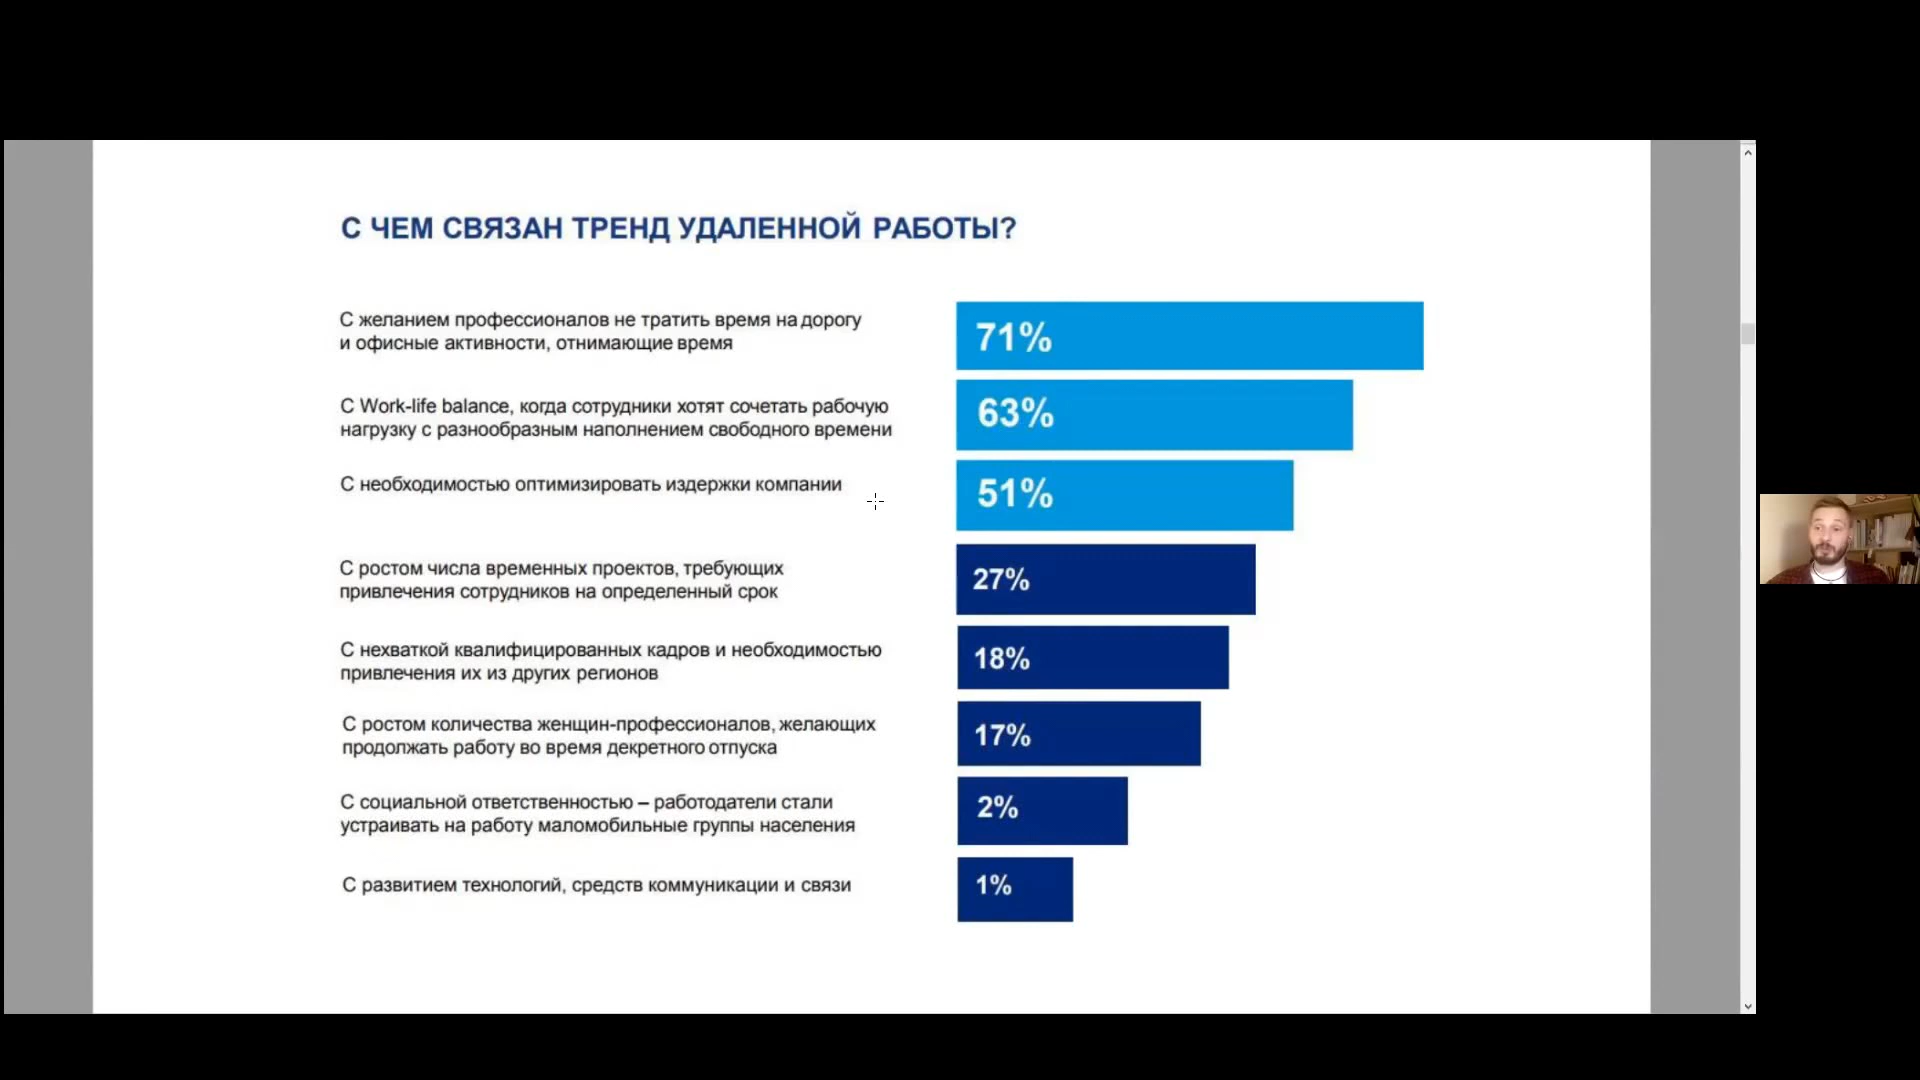 С ЧЕМ СВЯЗАН ТРЕНД УДАЛЕННОЙ РАБОТЫ?
С желанием профессионалов не тратить время на дорогу
и офисные активности, отнимающие время
71%
С Work-life balance, когда сотрудники хотят сочетать рабочую
нагрузку с разнообразным наполнением свободного времени
63%
С необходимостью оптимизировать издержки компании
51%
С ростом числа временных проектов, требующих
привлечения сотрудников на определенный срок
27%
С нехваткой квалифицированных кадров и необходимостью
привлечения их из других регионов
18%
С ростом количества женщин-профессионалов, желающих
продолжать работу во время декретного отпуска
17%
С социальной ответственностью – работодатели стали
устраивать на работу маломобильные группы населения
2%
С развитием технологий, средств коммуникации и связи
1%